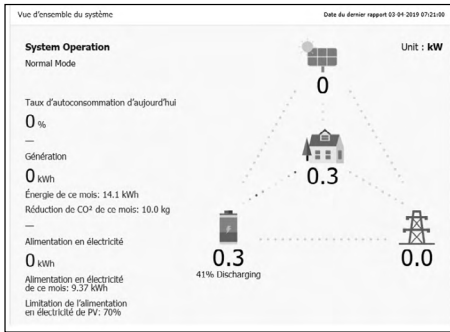 Vue d'ensemble du système
Date du dernier rapport 03-04-2019 07:21:00
System Operation
Unit : kW
Normal Mode
0
Taux d'autoconsommation d'aujourd'hui
0 %
Génération
0 kWh
Énergie de ce mois: 14.1 kWh
Réduction de CO² de ce mois: 10.0 kg
Alimentation en électricité
0 kWh
Alimentation en électricité
de ce mois: 9.37 kWh
Limitation de l'alimentation
en électricité de PV: 70%
0.3
0.3
41% Discharging
0.0